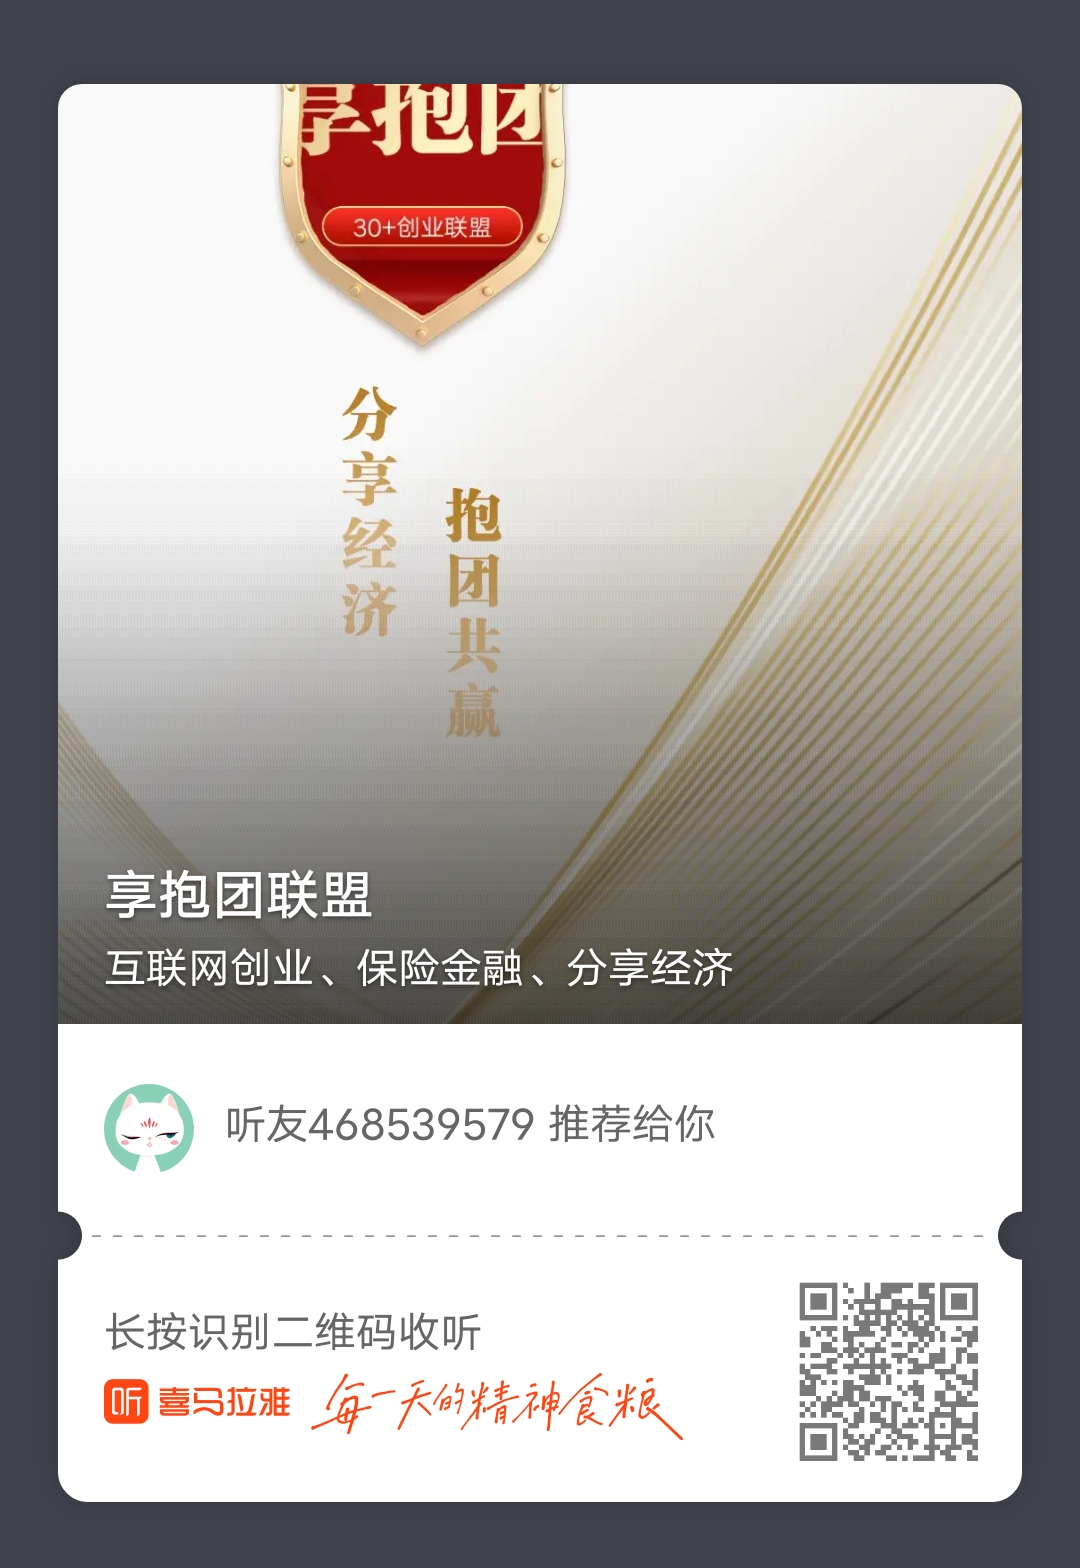 享抱团
30+创业联盟
分享经济
抱团共赢
享抱团联盟
互联网创业、保险金融、分享经济
听友468539579 推荐给你
长按识别二维码收听
听 喜马拉雅 每一天的精神食粮